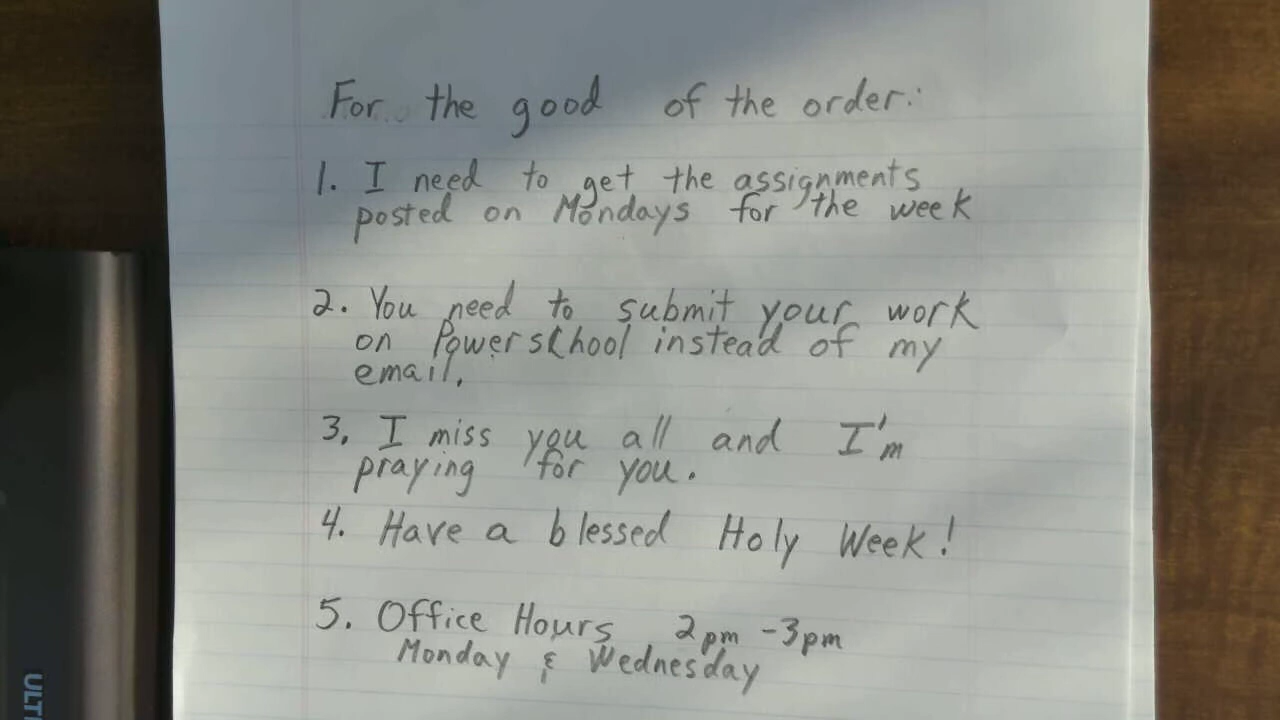 For the good of the order:
1. I need to get the assignments
posted on Mondays for the week
2. You need to submit your work
on Powerschool instead of my
email.
3. I miss you all and I'm
praying for you.
4. Have a blessed Holy Week!
5. Office Hours 2pm - 3pm
Monday & Wednesday
ULT